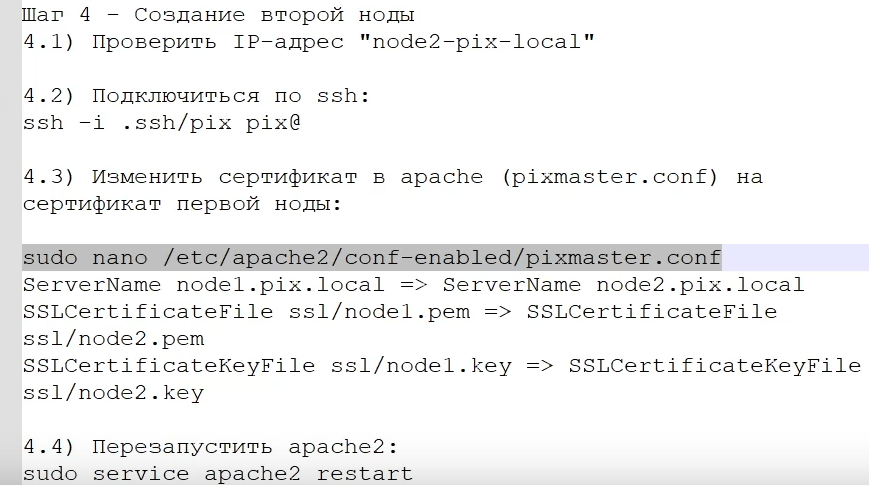 Шаг 4 - Создание второй ноды
4.1) Проверить IP-адрес "node2-pix-local"
4.2) Подключиться по ssh:
ssh -i .ssh/pix pix@
4.3) Изменить сертификат в apache (pixmaster.conf) на
сертификат первой ноды:
sudo nano /etc/apache2/conf-enabled/pixmaster.conf
ServerName node1.pix.local => ServerName node2.pix.local
SSLCertificateFile ssl/node1.pem => SSLCertificateFile
ssl/node2.pem
SSLCertificateKeyFile ssl/node1.key => SSLCertificateKeyFile
ssl/node2.key
4.4) Перезапустить apache2:
sudo service apache2 restart